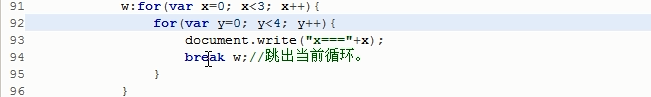 91 w:for(var x=0; x<3; x++){
92 for(var y=0; y<4; y++){
93 document.write("x==="+x);
94 break w;//跳出当前循环。
95 }
96 }